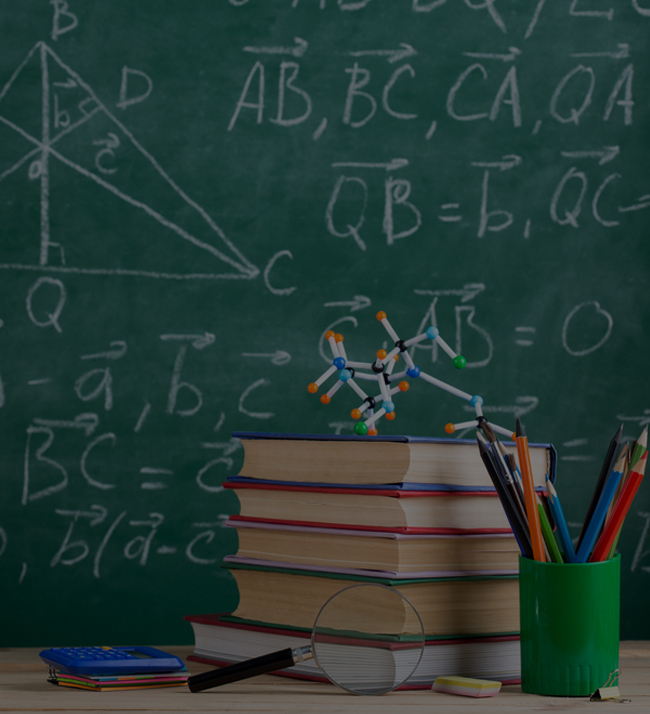 B
D
b
c
a
C
Q
AB, BC, CA, QA
QB = b, QC
C, AB = 0
- a, b, c
BC = c
, b(a-c